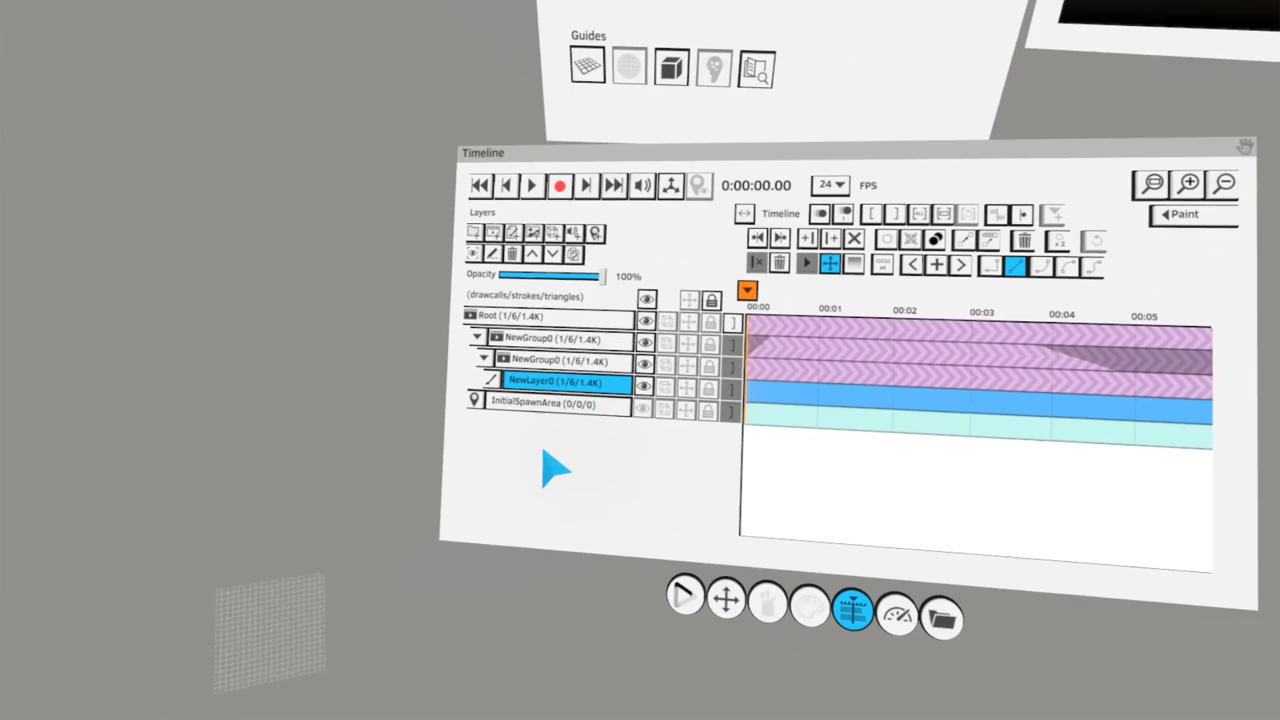 Guides
Timeline
0:00:00.00
24
FPS
Layers
Timeline
Paint
Opacity
100%
(drawcalls/strokes/triangles)
00:00
00:01
00:02
00:03
00:04
00:05
Root (1/6/1.4K)
NewGroup0 (1/6/1.4K)
NewGroup0 (1/6/1.4K)
NewLayer0 (1/6/1.4K)
InitialSpawnArea (0/0/0)